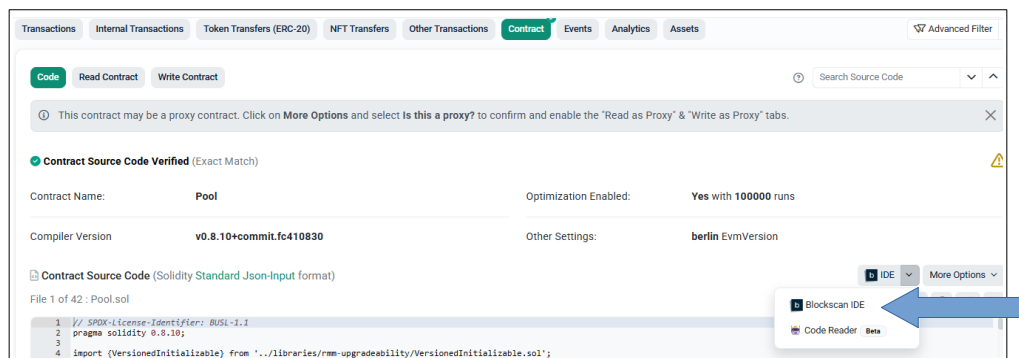 Transactions Internal Transactions Token Transfers (ERC-20) NFT Transfers Other Transactions Contract Events Analytics Assets Advanced Filter
Code Read Contract Write Contract Search Source Code
This contract may be a proxy contract. Click on More Options and select Is this a proxy? to confirm and enable the "Read as Proxy" & "Write as Proxy" tabs.
Contract Source Code Verified (Exact Match)
Contract Name: Pool Optimization Enabled: Yes with 100000 runs
Compiler Version v0.8.10+commit.fc410830 Other Settings: berlin EvmVersion
Contract Source Code (Solidity Standard Json-Input format) IDE More Options
File 1 of 42 : Pool.sol
Blockscan IDE
Code Reader Beta
1 // SPDX-License-Identifier: BUSL-1.1
2 pragma solidity 0.8.10;
3
4 import {VersionedInitializable} from '../libraries/rmm-upgradeability/VersionedInitializable.sol';